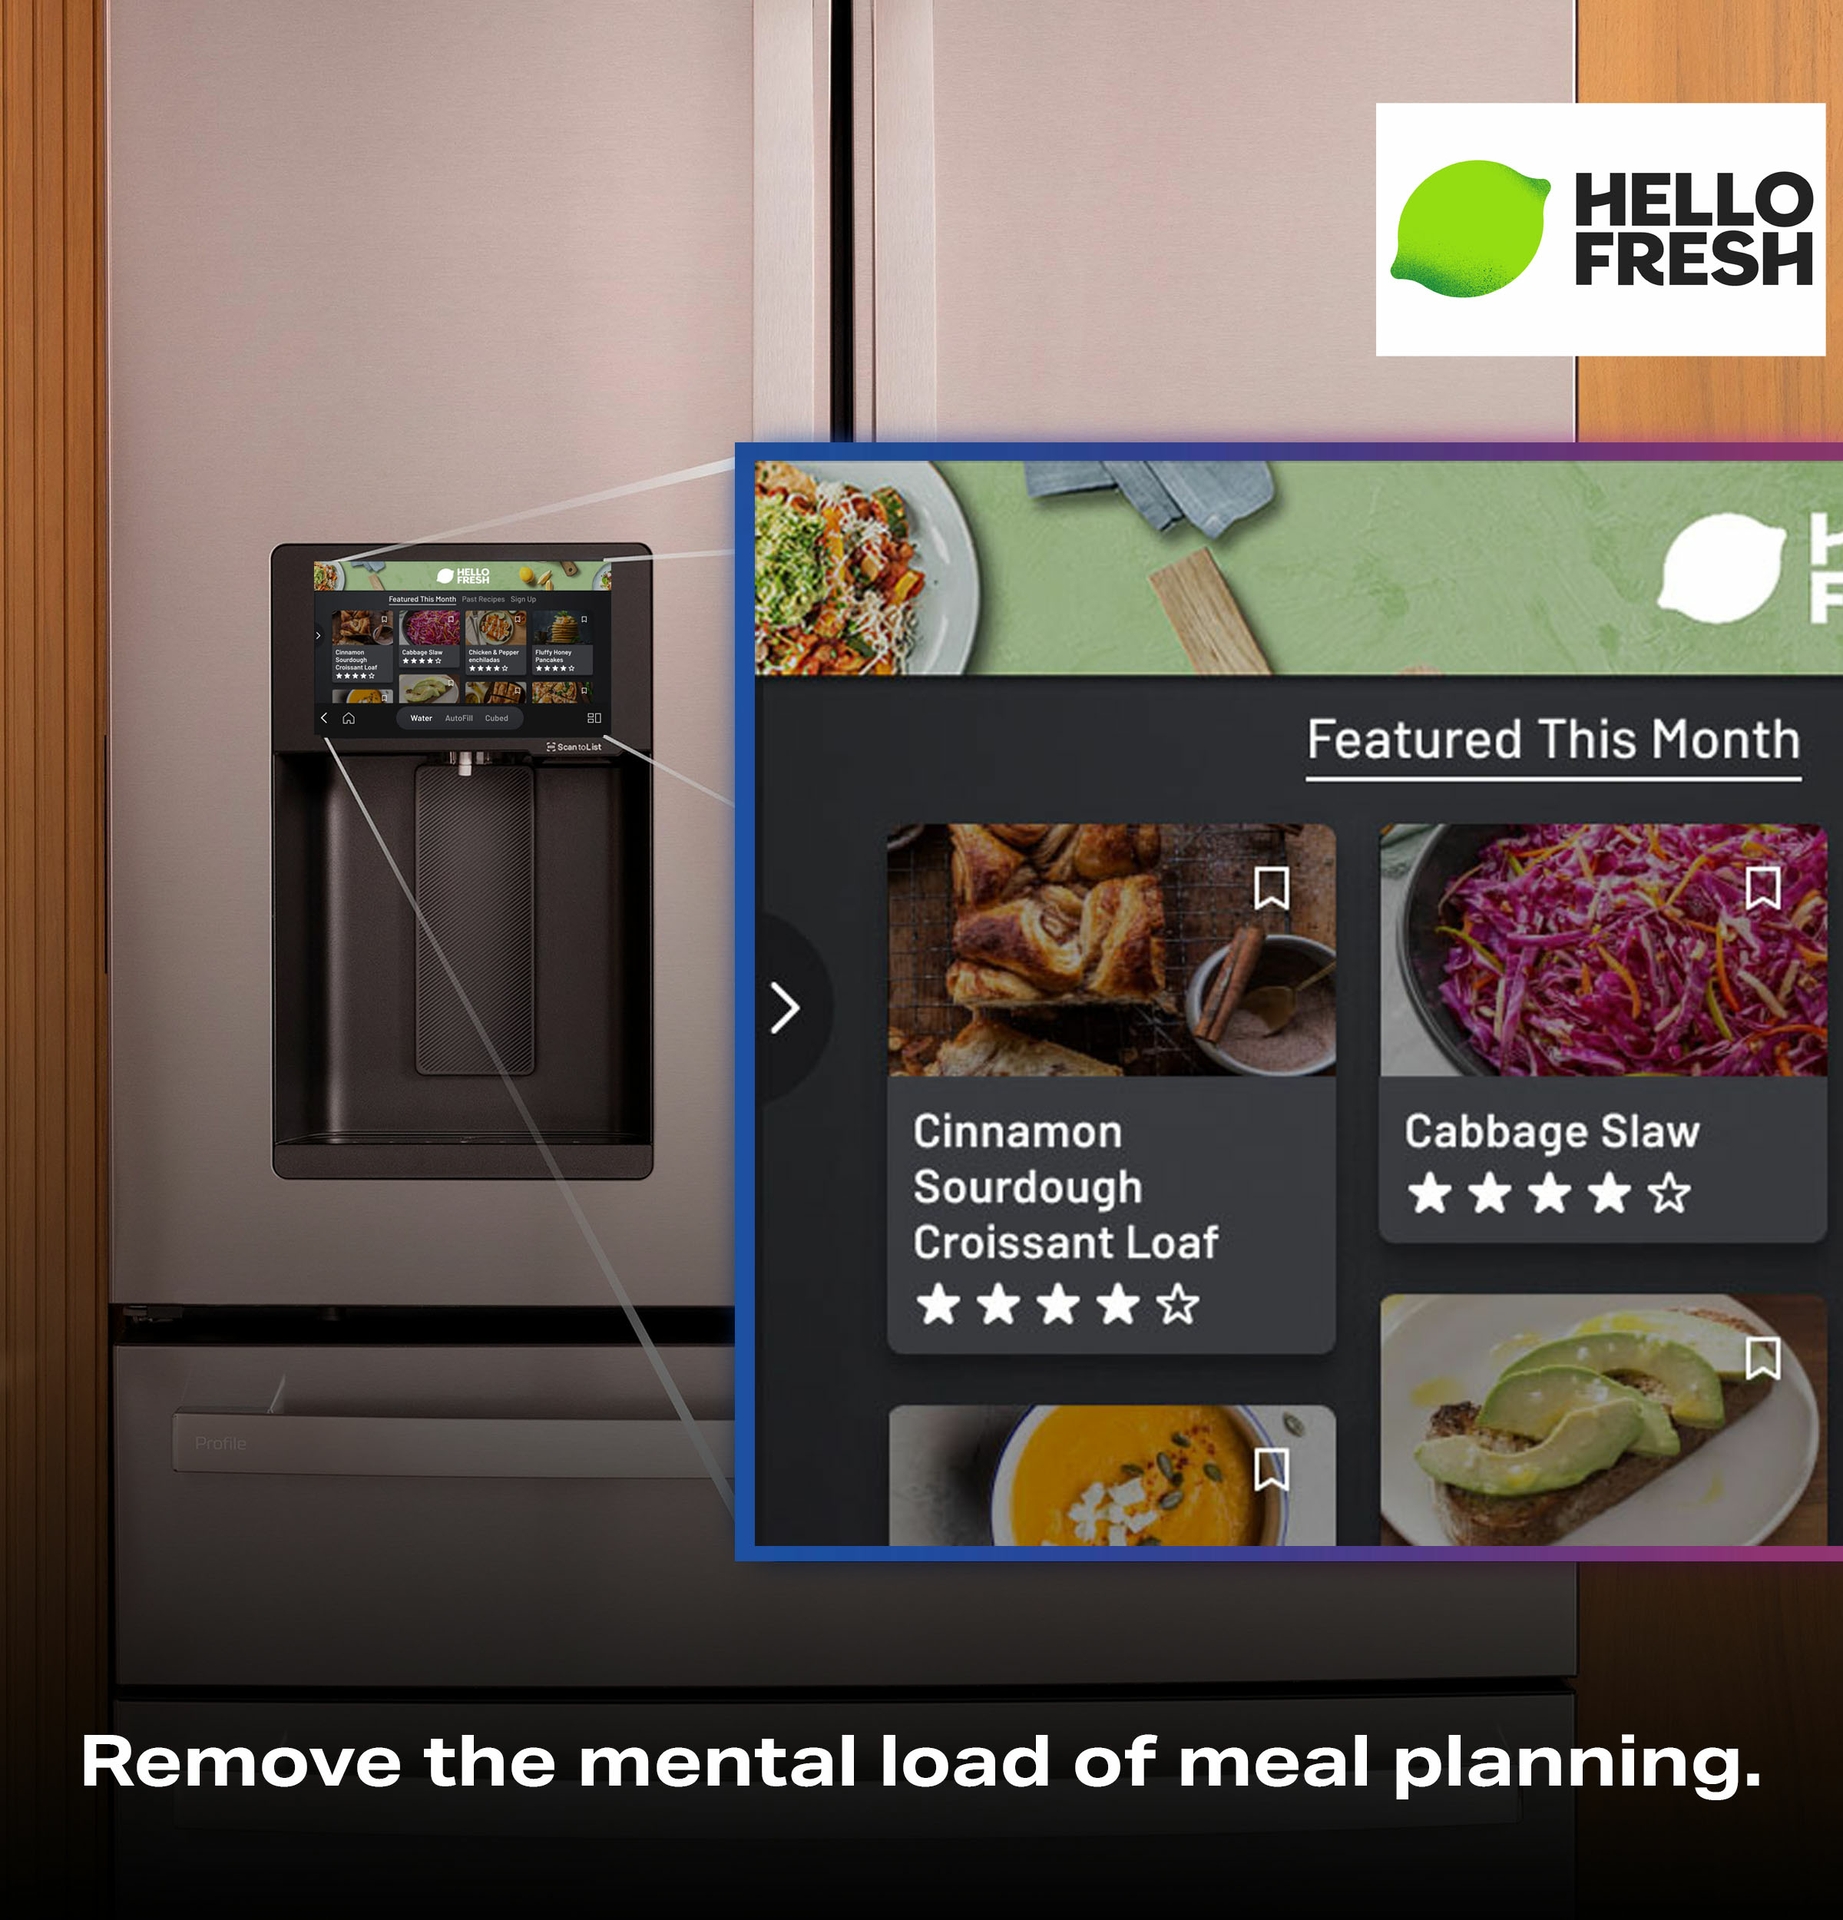 HELLO
FRESH
HELLO
FRESH
Featured This Month Past Recipes Sign Up
Cinnamon
Sourdough
Croissant Loaf
Cabbage Slaw
Chicken & Pepper
enchiladas
Fluffy Honey
Pancakes
Water AutoFill Cubed
Scan to List
Featured This Month
Cinnamon
Sourdough
Croissant Loaf
Cabbage Slaw
Profile
Remove the mental load of meal planning.